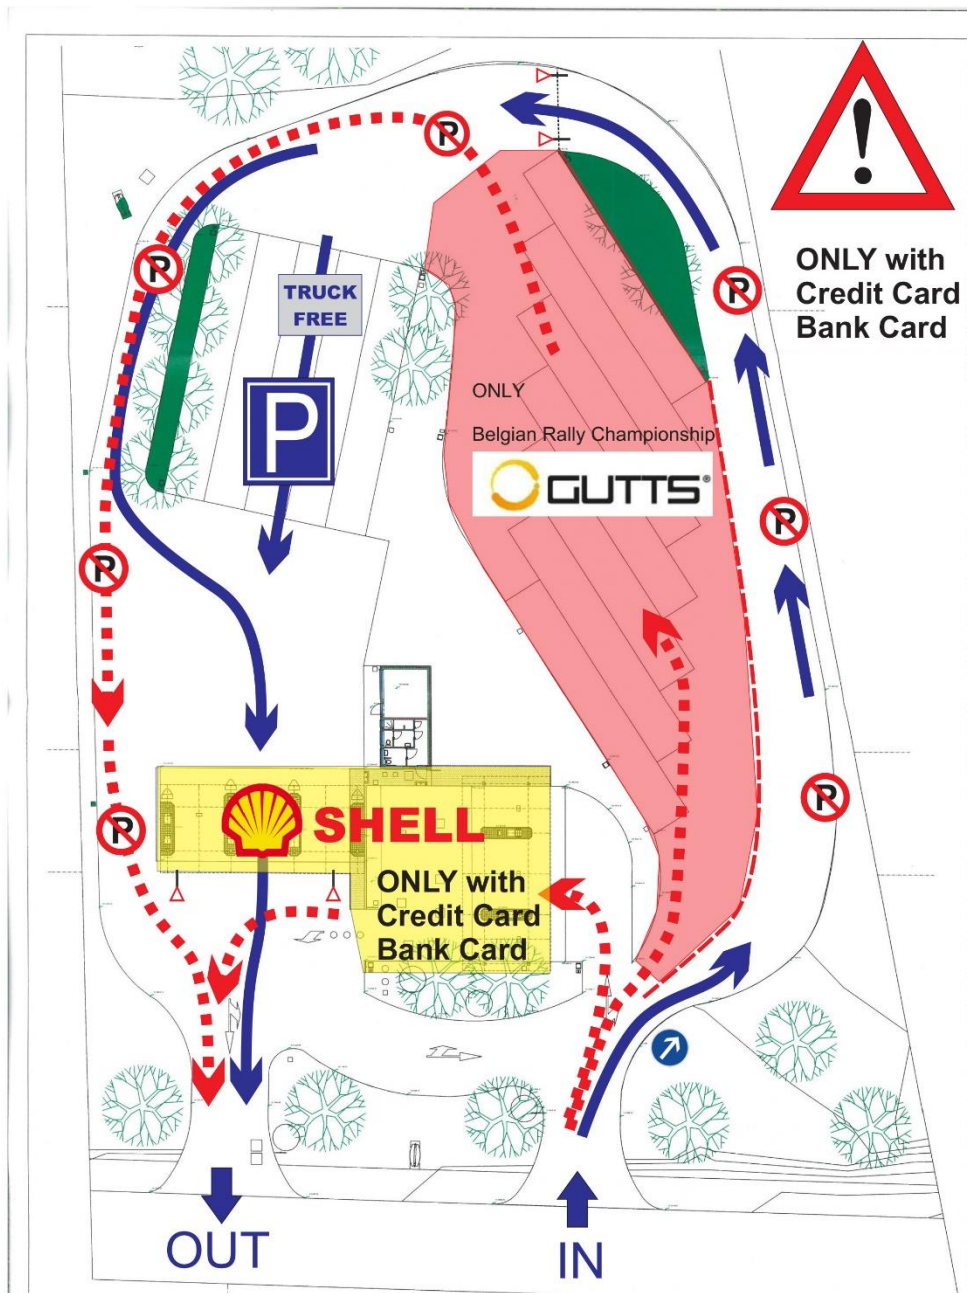 ONLY with
Credit Card
Bank Card
P
P
P
TRUCK
FREE
P
ONLY
Belgian Rally Championship
GUTTS®
P
P
P
P
SHELL
ONLY with
Credit Card
Bank Card
OUT
IN